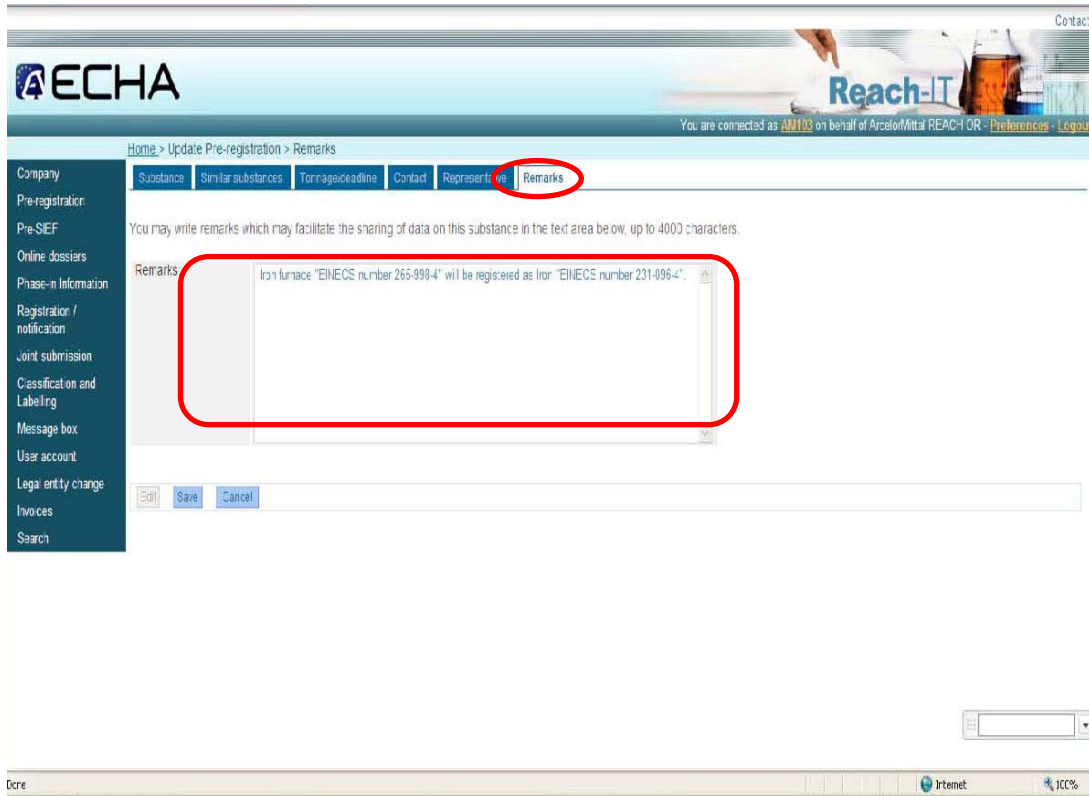 Contact
ECHA
Reach-IT
You are connected as AM103 on behalf of ArcelorMittal REACH OR - Preferences - Logout
Home > Update Pre-registration > Remarks
Substance Similar substances Tonnage/deadline Contact Representative Remarks
Company
Pre-registration
Pre-SIEF
Online dossiers
Phase-in Information
Registration /
notification
Joint submission
Classification and
Labelling
Message box
User account
Legal entity change
Invoices
Search
You may write remarks which may facilitate the sharing of data on this substance in the text area below, up to 4000 characters.
Remarks
Iron furnace "EINECS number 265-998-4" will be registered as Iron "EINECS number 231-096-4".
Edit Save Cancel
Done
Internet
100%